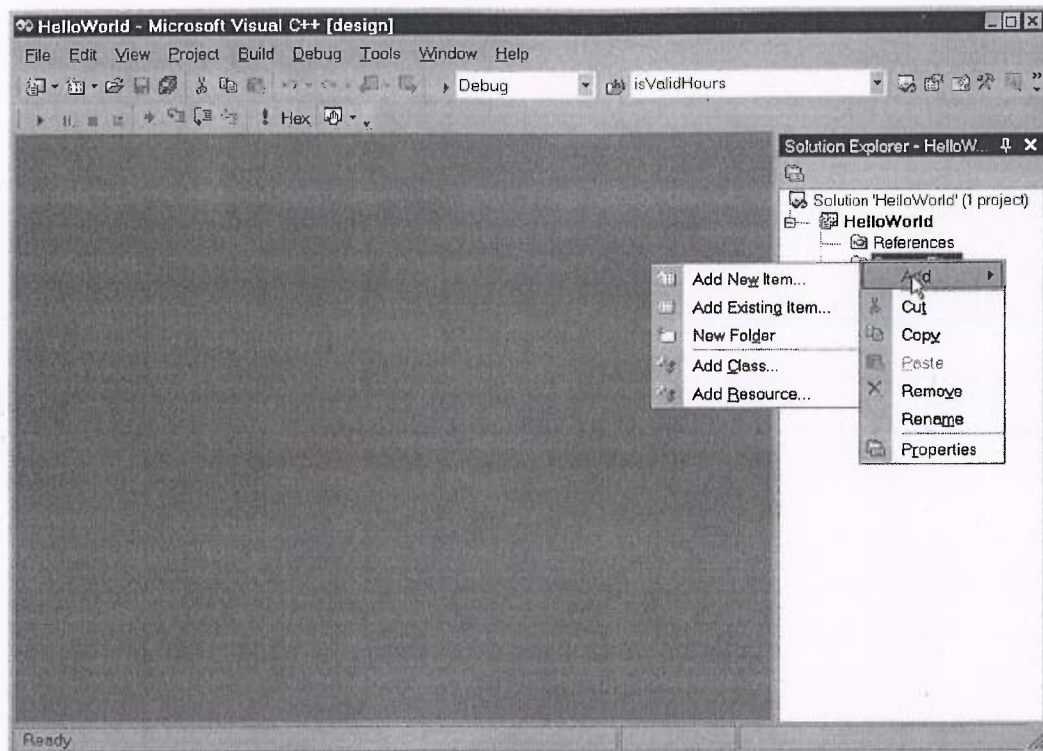 HelloWorld - Microsoft Visual C++ [design]
File Edit View Project Build Debug Tools Window Help
Debug isValidHours
Hex
Solution Explorer - HelloW...
Solution 'HelloWorld' (1 project)
HelloWorld
References
Add New Item...
Add Existing Item...
New Folder
Add Class...
Add Resource...
Add
Cut
Copy
Paste
Remove
Rename
Properties
Ready